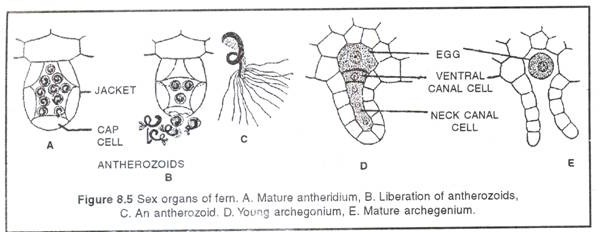 JACKET
CAP
CELL
A
ANTHEROZOIDS
B
C
EGG
VENTRAL
CANAL CELL
NECK CANAL
CELL
D
E
Figure 8.5 Sex organs of fern. A. Mature antheridium, B. Liberation of antherozoids,
C. An antherozoid. D. Young archegonium, E. Mature archegenium.